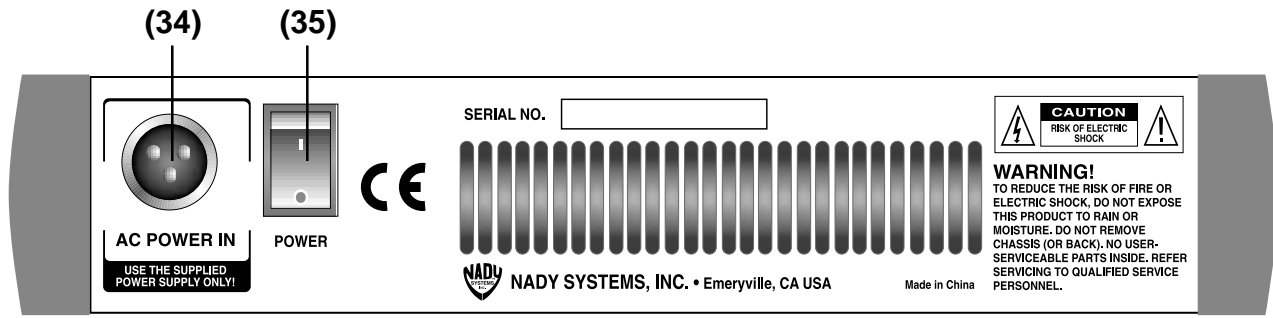 (34) (35)
AC POWER IN
USE THE SUPPLIED
POWER SUPPLY ONLY!
POWER
CE
SERIAL NO.
NADY
SYSTEMS,
Inc.
NADY SYSTEMS, INC. • Emeryville, CA USA
Made in China
CAUTION
RISK OF ELECTRIC
SHOCK
WARNING!
TO REDUCE THE RISK OF FIRE OR
ELECTRIC SHOCK, DO NOT EXPOSE
THIS PRODUCT TO RAIN OR
MOISTURE. DO NOT REMOVE
CHASSIS (OR BACK). NO USER-
SERVICEABLE PARTS INSIDE. REFER
SERVICING TO QUALIFIED SERVICE
PERSONNEL.